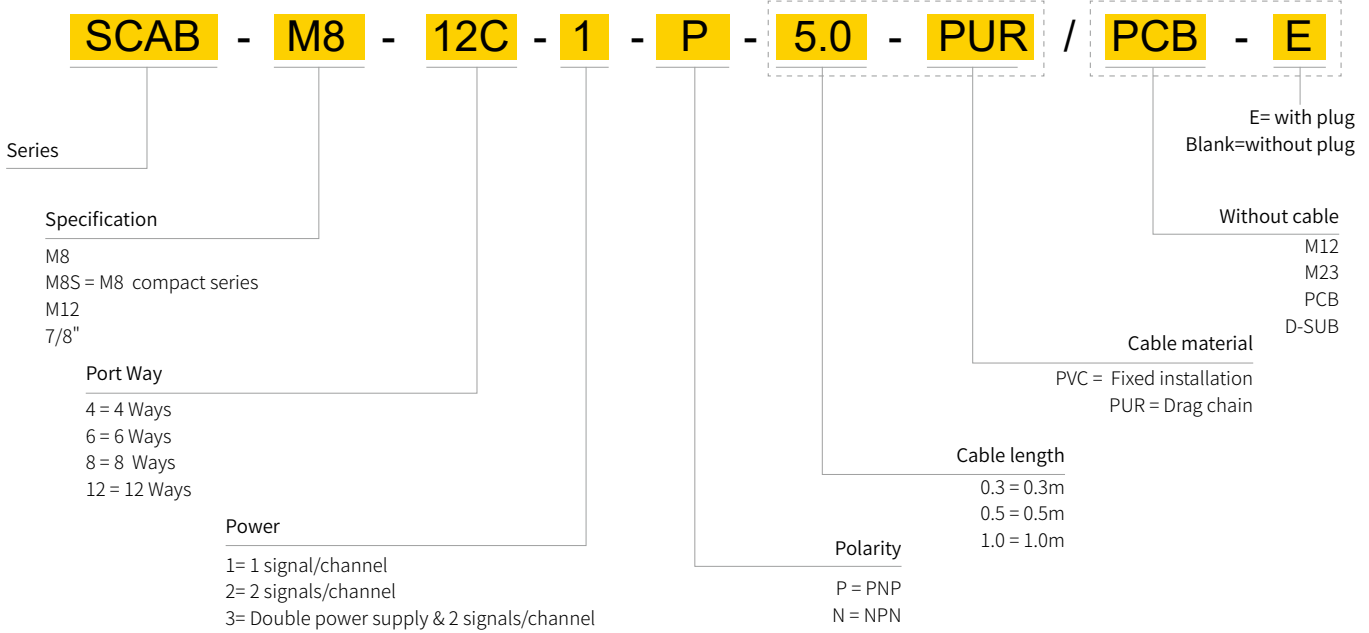 SCAB - M8 - 12C - 1 - P - 5.0 - PUR / PCB - E
E= with plug
Blank=without plug
Series
Specification
M8
M8S = M8 compact series
M12
7/8"
Without cable
M12
M23
PCB
D-SUB
Cable material
PVC = Fixed installation
PUR = Drag chain
Port Way
4 = 4 Ways
6 = 6 Ways
8 = 8 Ways
12 = 12 Ways
Cable length
0.3 = 0.3m
0.5 = 0.5m
1.0 = 1.0m
Power
1= 1 signal/channel
2= 2 signals/channel
3= Double power supply & 2 signals/channel
Polarity
P = PNP
N = NPN